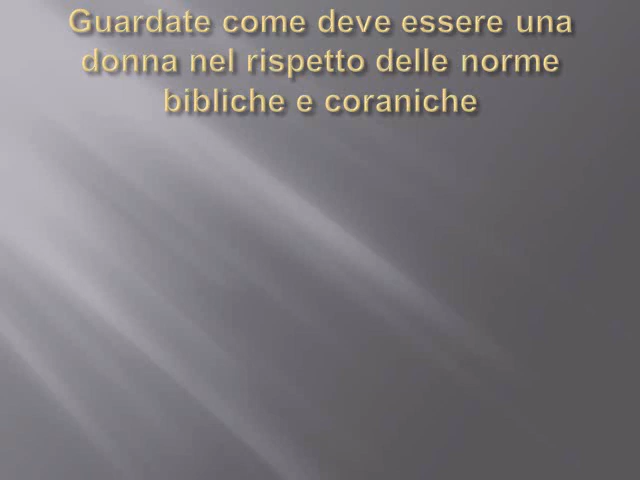 Guardate come deve essere una
donna nel rispetto delle norme
bibliche e coraniche